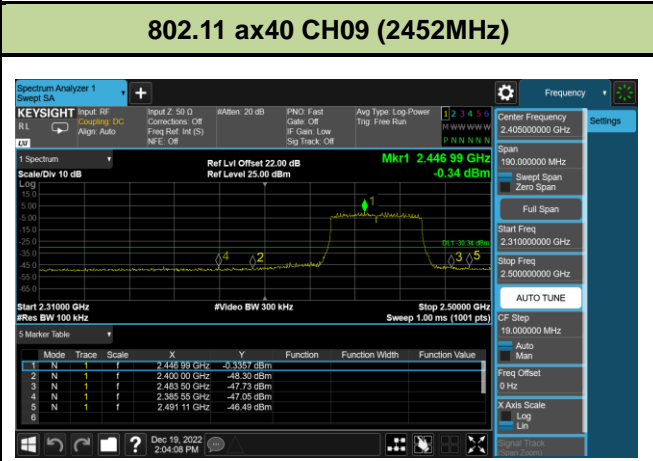 802.11 ax40 CH09 (2452MHz)
Spectrum Analyzer 1
Swept SA
Frequency
KEYSIGHT Input: RF Input Z: 50 Ω #Atten: 20 dB PNO: Fast Avg Type: Log-Power 1 2 3 4 5 6
RL Coupling: DC Corrections: Off Gate: Off Trig: Free Run M W W W W W
Align: Auto Freq Ref: Int (S) IF Gain: Low
LW NFE: Off Sig Track: Off P N N N N N
Center Frequency
2.405000000 GHz
Settings
Span
190.000000 MHz
Swept Span
Zero Span
Full Span
Start Freq
2.310000000 GHz
Stop Freq
2.500000000 GHz
AUTO TUNE
CF Step
19.000000 MHz
Auto
Man
Freq Offset
0 Hz
X Axis Scale
Log
Lin
Signal Track
(Span Zoom)
1 Spectrum Ref Lvl Offset 22.00 dB Mkr1 2.446 99 GHz
Scale/Div 10 dB Ref Level 25.00 dBm -0.34 dBm
Log
15.0
5.00
-5.00
-15.0
-25.0
-35.0
-45.0
-55.0
-65.0
1
DL1 -30.34 dBm
4 2 3 5
Start 2.31000 GHz #Video BW 300 kHz Stop 2.50000 GHz
#Res BW 100 kHz Sweep 1.00 ms (1001 pts)
5 Marker Table
Mode Trace Scale X Y Function Function Width Function Value
1 N 1 f 2.446 99 GHz -0.3357 dBm
2 N 1 f 2.400 00 GHz -48.30 dBm
3 N 1 f 2.483 50 GHz -47.73 dBm
4 N 1 f 2.385 55 GHz -47.05 dBm
5 N 1 f 2.491 11 GHz -46.49 dBm
6
Dec 19, 2022
2:04:08 PM